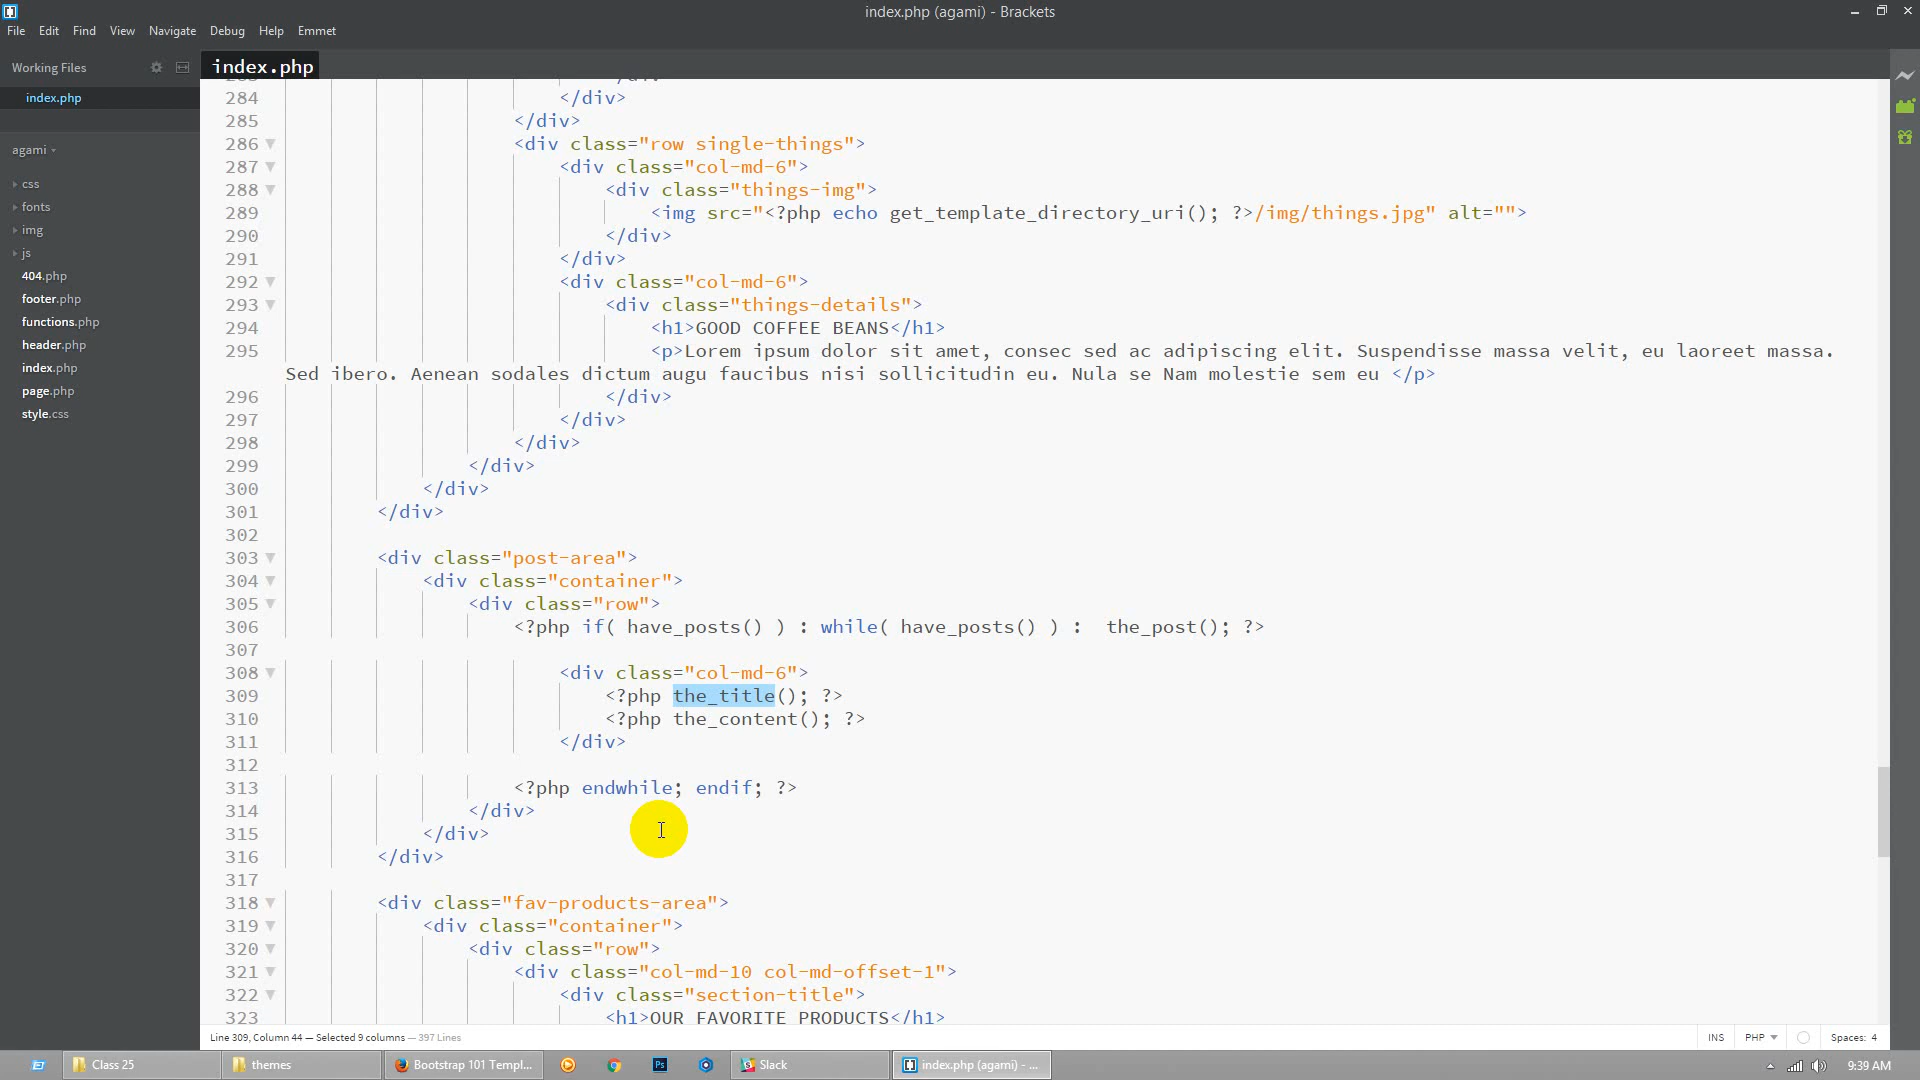 index.php (agami) - Brackets
File Edit Find View Navigate Debug Help Emmet
Working Files
index.php
index.php
agami
css
fonts
img
js
404.php
footer.php
functions.php
header.php
index.php
page.php
style.css
284 </div>
285 </div>
286 <div class="row single-things">
287 <div class="col-md-6">
288 <div class="things-img">
289 <img src="<?php echo get_template_directory_uri(); ?>/img/things.jpg" alt="">
290 </div>
291 </div>
292 <div class="col-md-6">
293 <div class="things-details">
294 <h1>GOOD COFFEE BEANS</h1>
295 <p>Lorem ipsum dolor sit amet, consec sed ac adipiscing elit. Suspendisse massa velit, eu laoreet massa.
Sed ibero. Aenean sodales dictum augu faucibus nisi sollicitudin eu. Nula se Nam molestie sem eu </p>
296 </div>
297 </div>
298 </div>
299 </div>
300 </div>
301 </div>
302
303 <div class="post-area">
304 <div class="container">
305 <div class="row">
306 <?php if( have_posts() ) : while( have_posts() ) :  the_post(); ?>
307
308 <div class="col-md-6">
309 <?php the_title(); ?>
310 <?php the_content(); ?>
311 </div>
312
313 <?php endwhile; endif; ?>
314 </div>
315 </div>
316 </div>
317
318 <div class="fav-products-area">
319 <div class="container">
320 <div class="row">
321 <div class="col-md-10 col-md-offset-1">
322 <div class="section-title">
323 <h1>OUR FAVORITE PRODUCTS</h1>
Line 309, Column 44 — Selected 9 columns — 397 Lines
INS PHP Spaces: 4
Class 25 themes Bootstrap 101 Templ... Ps Slack index.php (agami) - ... 9:39 AM